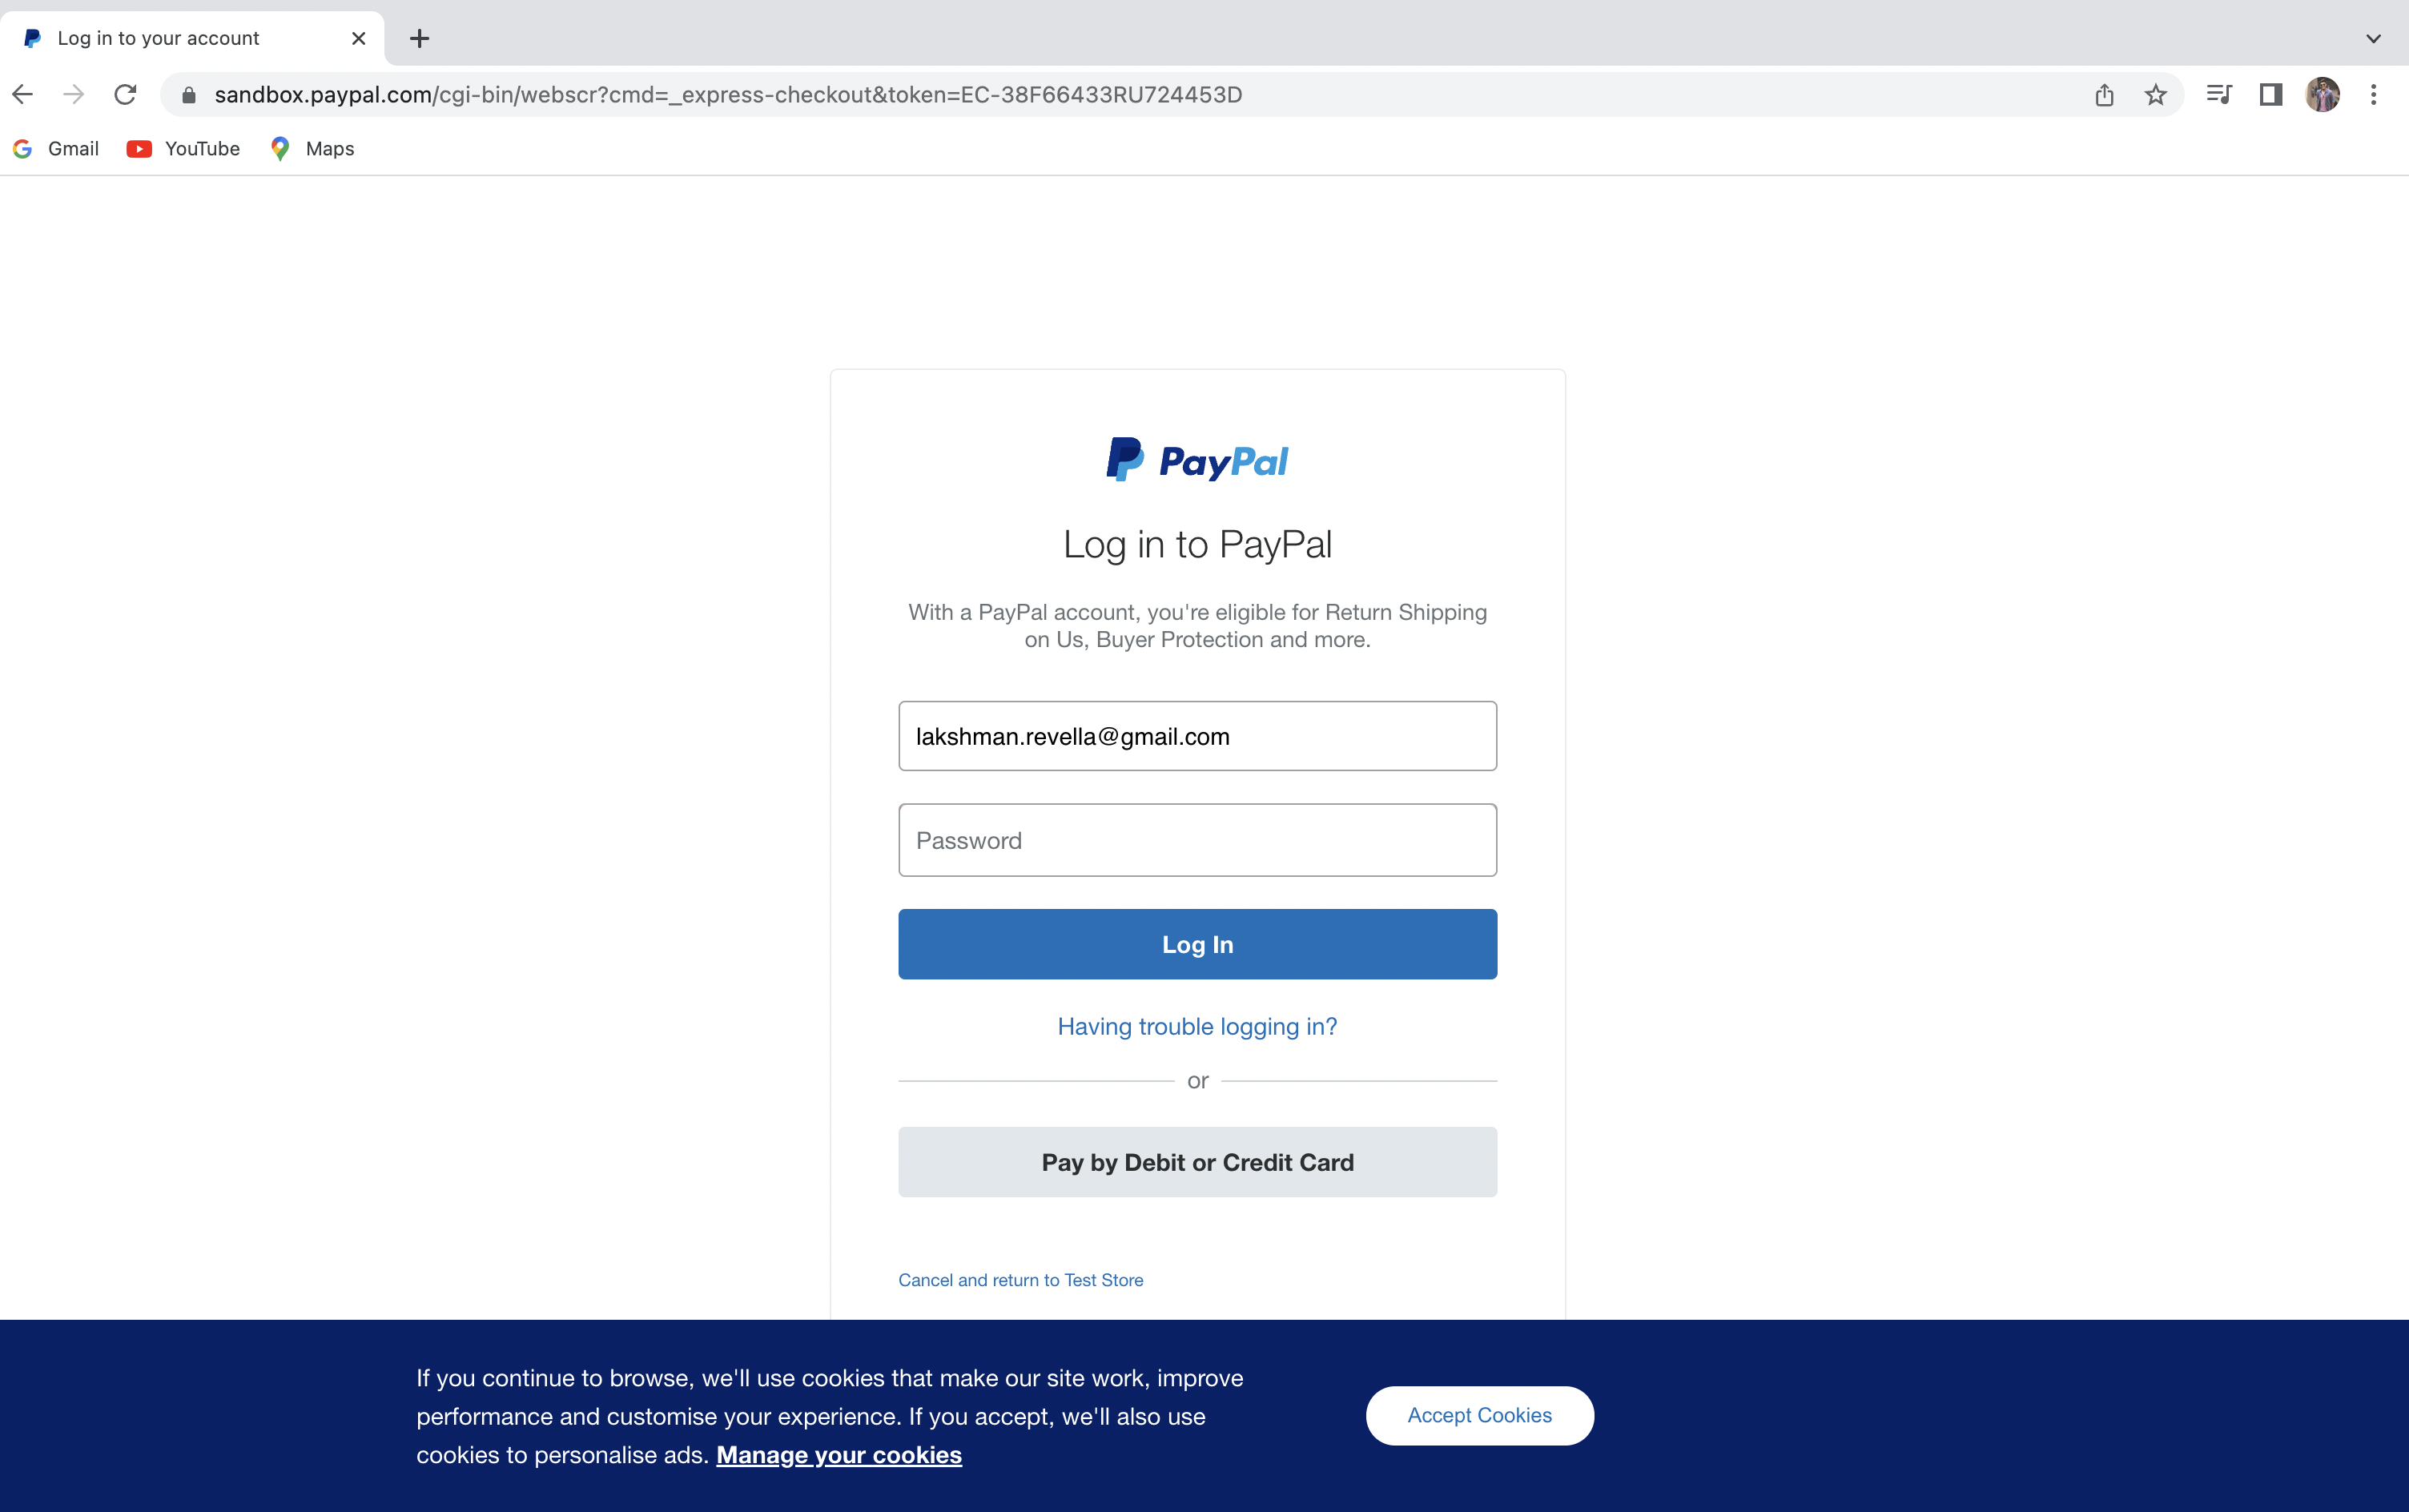 Log in to your account
sandbox.paypal.com/cgi-bin/webscr?cmd=_express-checkout&token=EC-38F66433RU724453D
Gmail YouTube Maps
PayPal
Log in to PayPal
With a PayPal account, you're eligible for Return Shipping
on Us, Buyer Protection and more.
lakshman.revella@gmail.com
Password
Log In
Having trouble logging in?
or
Pay by Debit or Credit Card
Cancel and return to Test Store
If you continue to browse, we'll use cookies that make our site work, improve
performance and customise your experience. If you accept, we'll also use
cookies to personalise ads. Manage your cookies
Accept Cookies